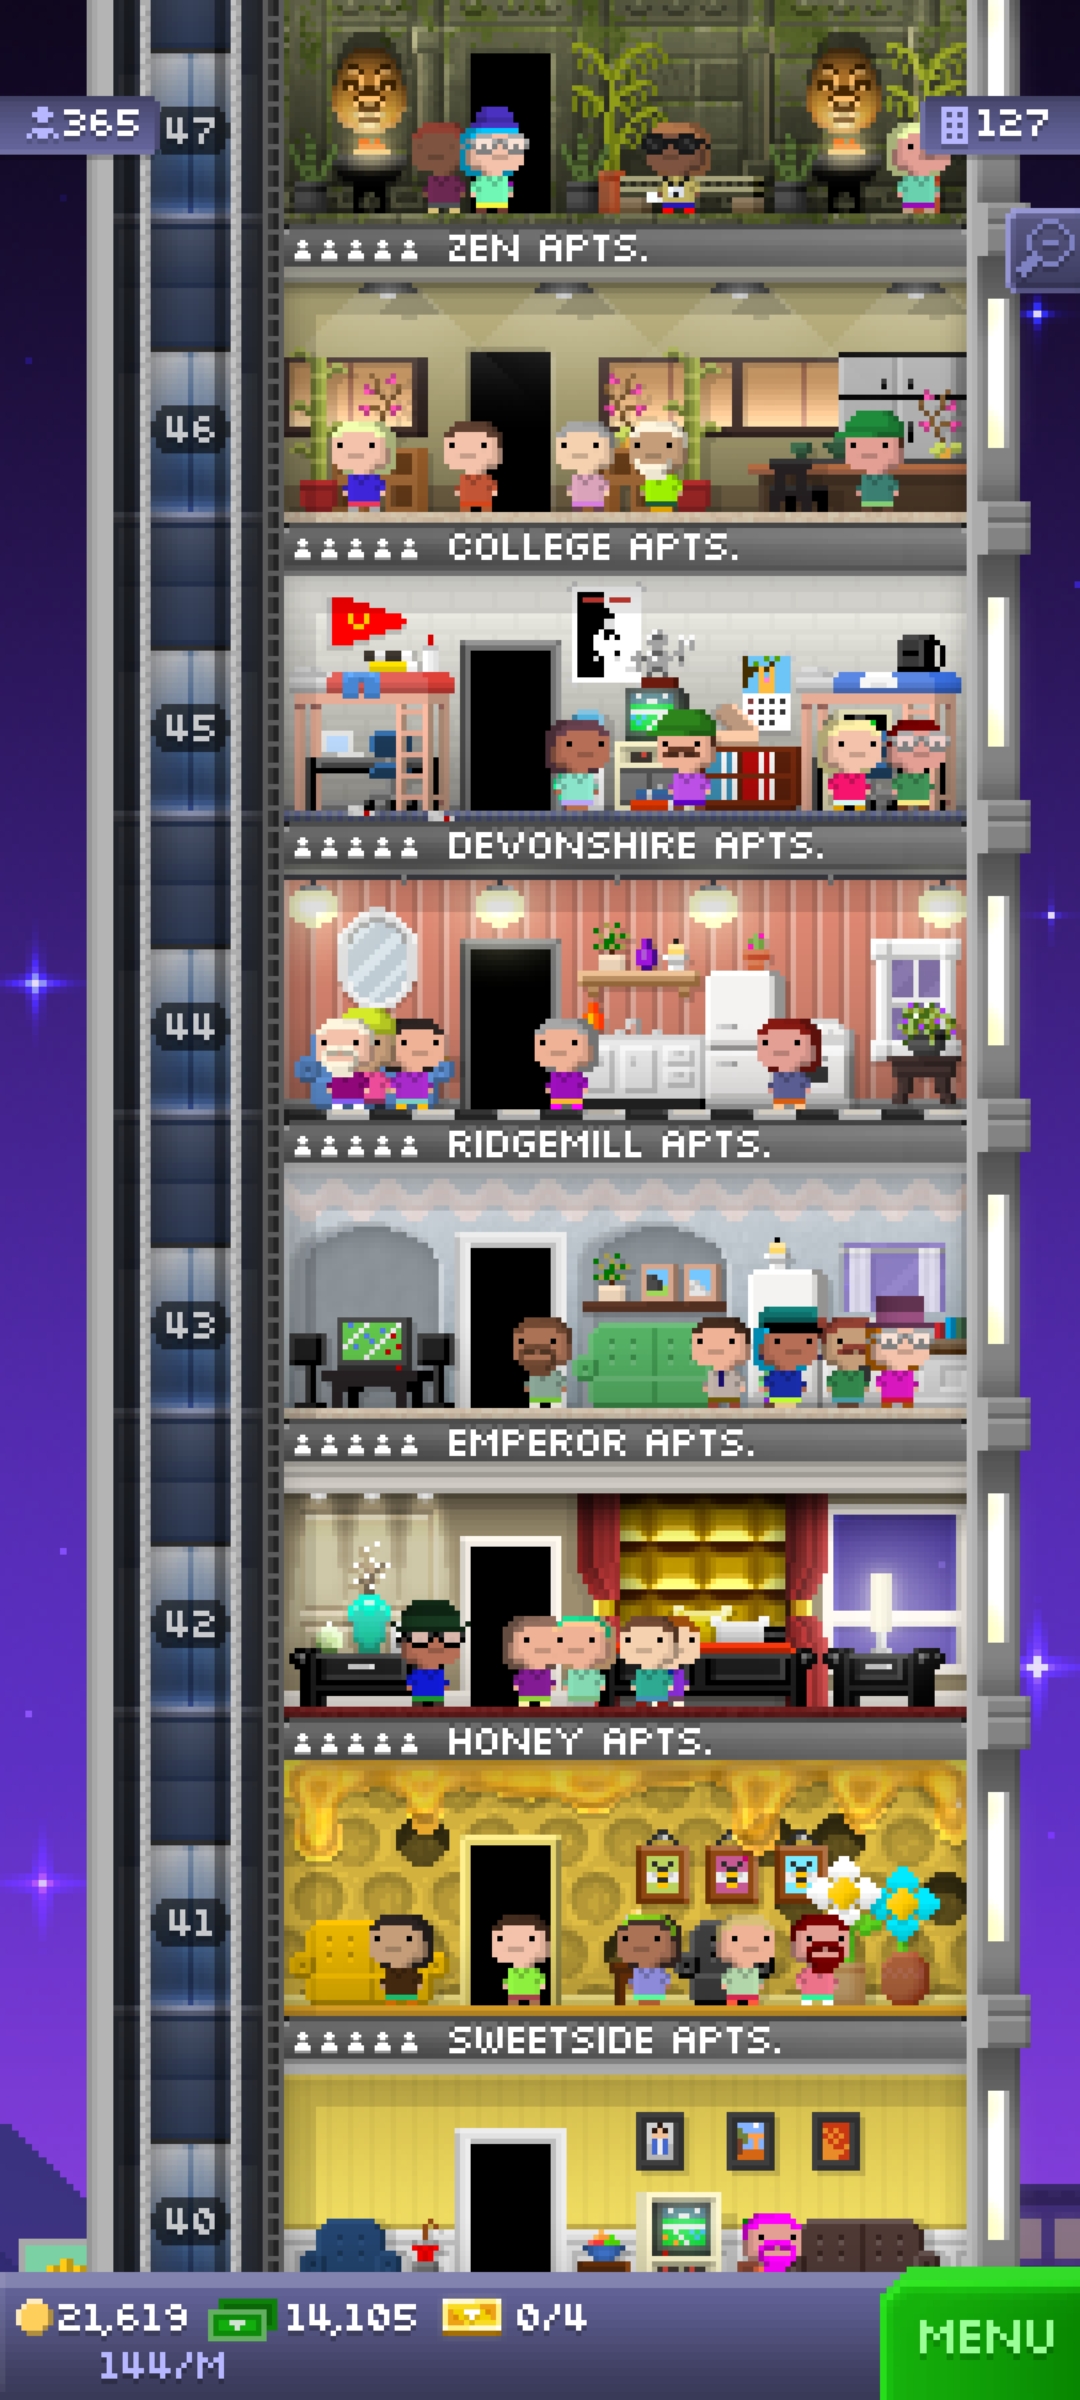 365
47
127
ZEN APTS.
46
COLLEGE APTS.
45
DEVONSHIRE APTS.
44
RIDGEMILL APTS.
43
EMPEROR APTS.
42
HONEY APTS.
41
SWEETSIDE APTS.
40
21,619 14,105 0/4
144/M
MENU